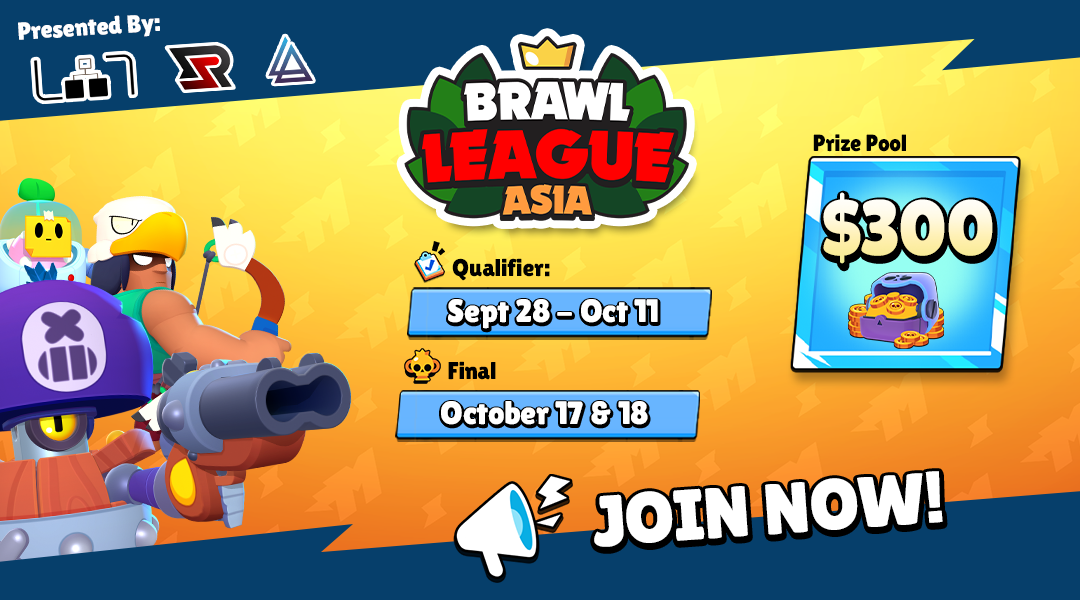 Presented By:
BRAWL
LEAGUE
ASIA
Prize Pool
$300
Qualifier:
Sept 28 – Oct 11
Final
October 17 & 18
JOIN NOW!